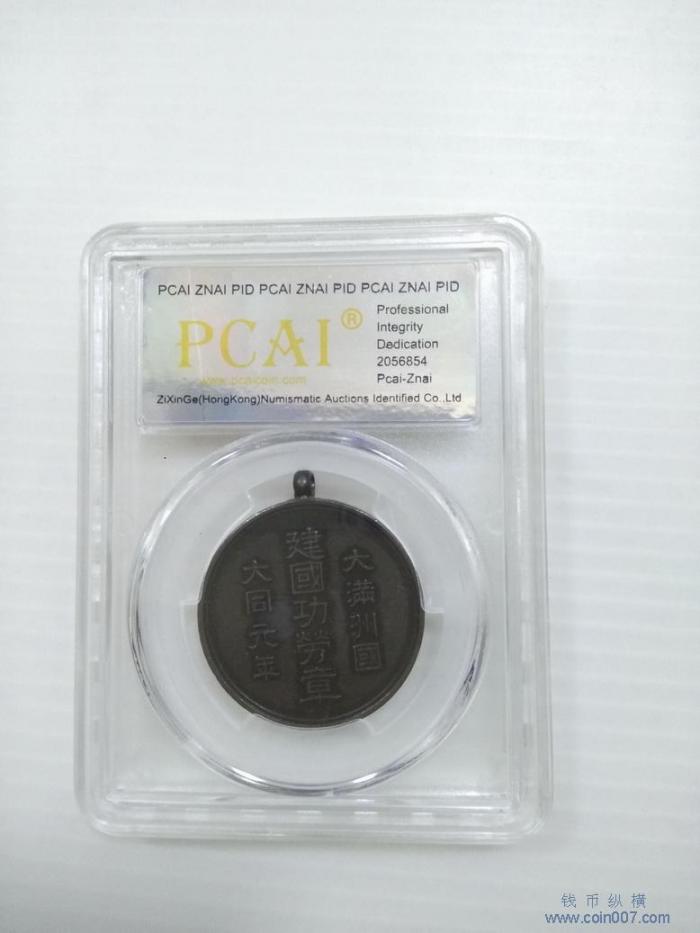 PCAI ZNAI PID PCAI ZNAI PID PCAI ZNAI PID
PCAI®
www.pcaicoin.com
Professional
Integrity
Dedication
2056854
Pcai-Znai
ZiXinGe(HongKong)Numismatic Auctions Identified Co.,Ltd
大滿洲國
建國功勞章
大同元年
钱币纵横
www.coin007.com